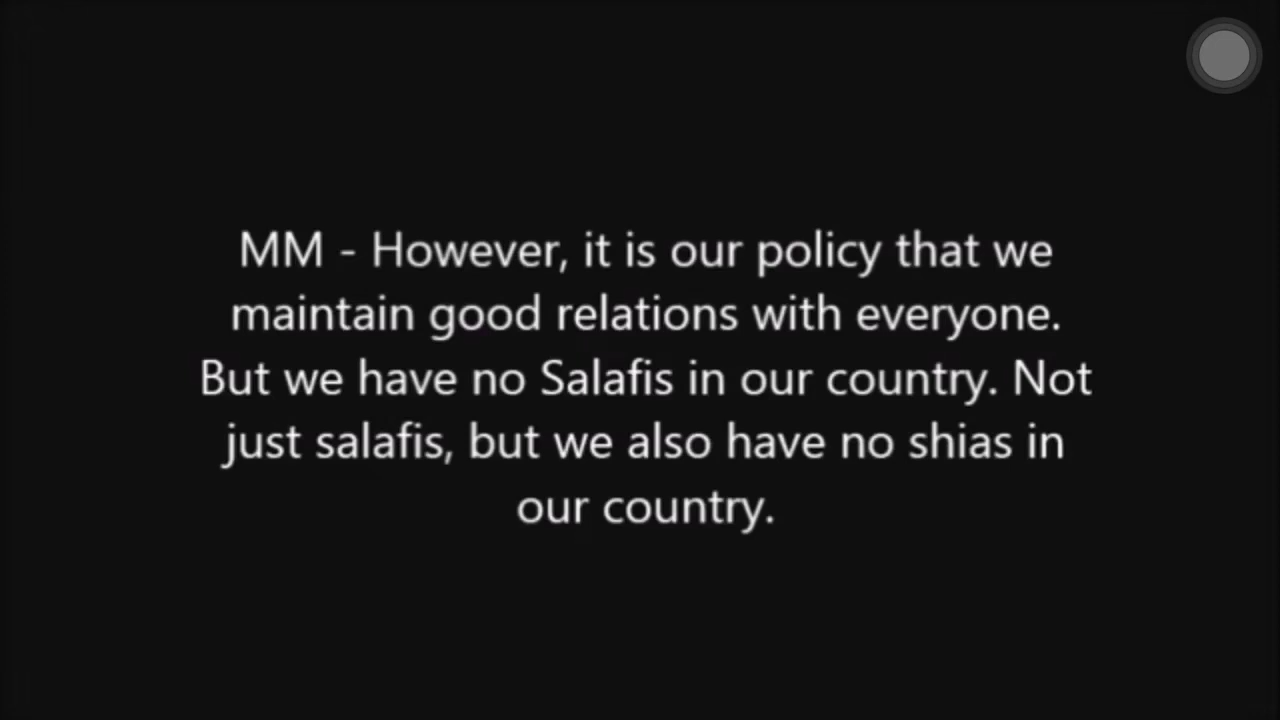 MM - However, it is our policy that we
maintain good relations with everyone.
But we have no Salafis in our country. Not
just salafis, but we also have no shias in
our country.